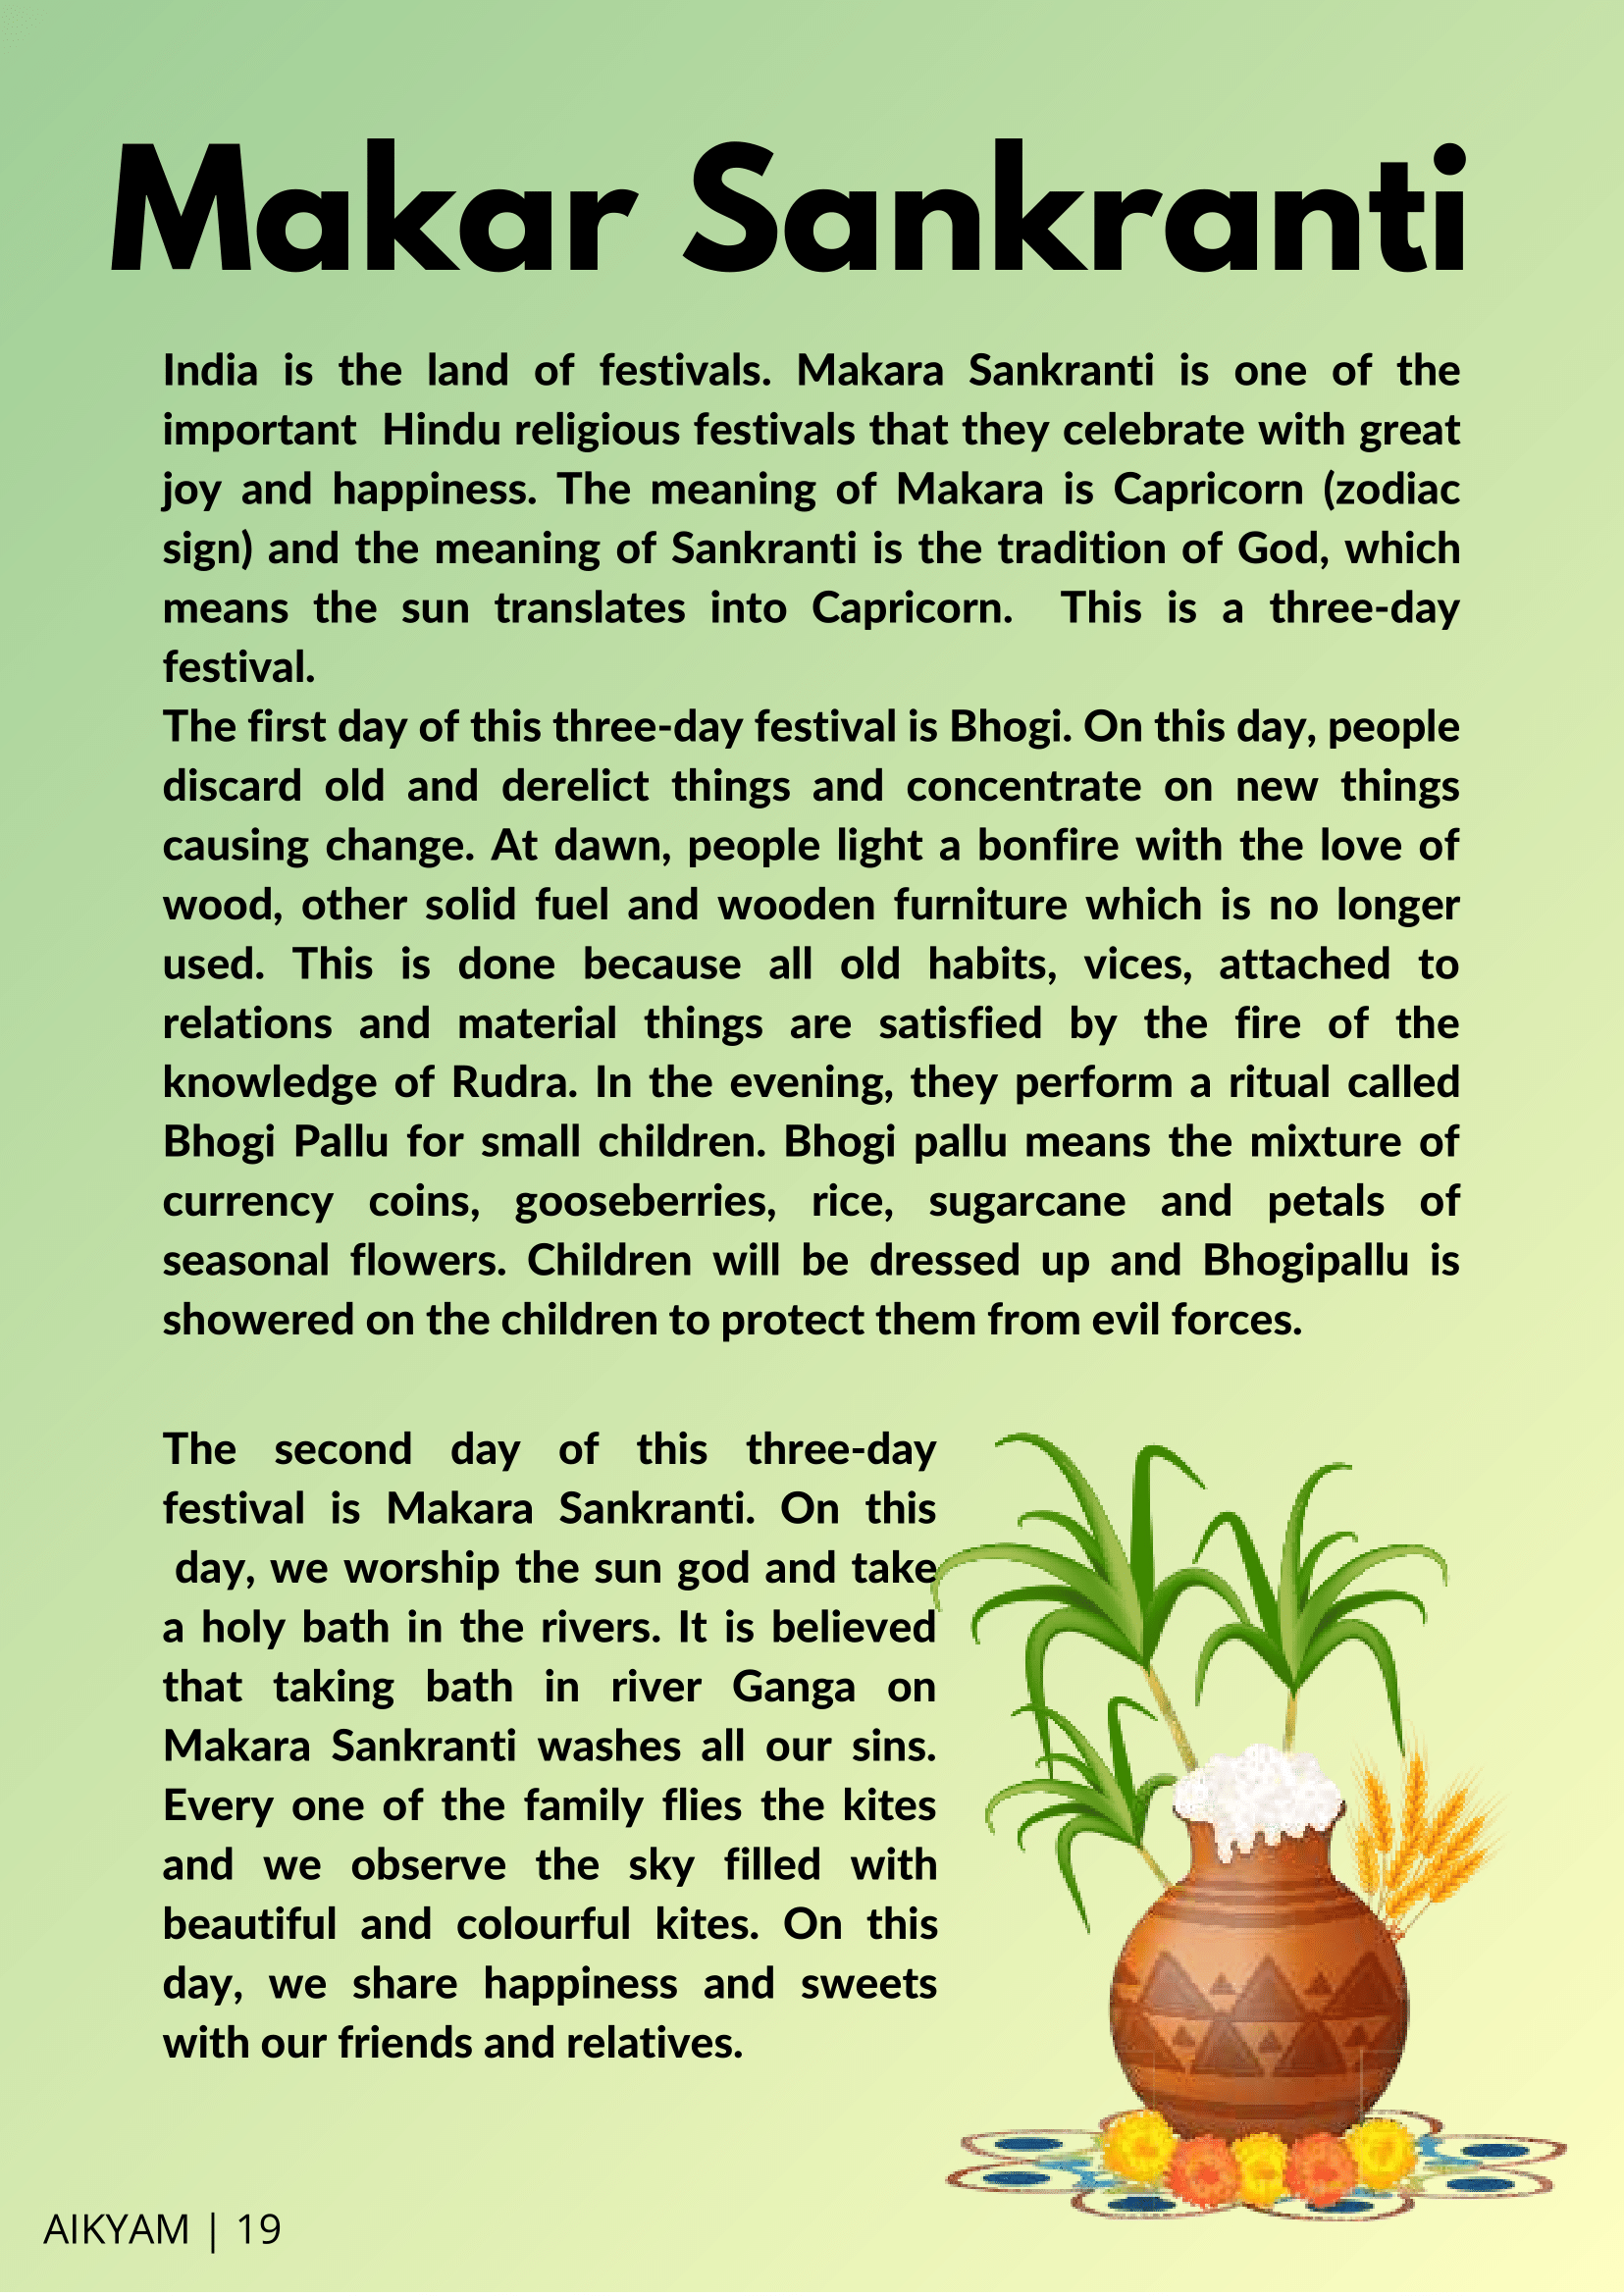 Makar Sankranti
India is the land of festivals. Makara Sankranti is one of the
important Hindu religious festivals that they celebrate with great
joy and happiness. The meaning of Makara is Capricorn (zodiac
sign) and the meaning of Sankranti is the tradition of God, which
means the sun translates into Capricorn. This is a three-day
festival.
The first day of this three-day festival is Bhogi. On this day, people
discard old and derelict things and concentrate on new things
causing change. At dawn, people light a bonfire with the love of
wood, other solid fuel and wooden furniture which is no longer
used. This is done because all old habits, vices, attached to
relations and material things are satisfied by the fire of the
knowledge of Rudra. In the evening, they perform a ritual called
Bhogi Pallu for small children. Bhogi pallu means the mixture of
currency coins, gooseberries, rice, sugarcane and petals of
seasonal flowers. Children will be dressed up and Bhogipallu is
showered on the children to protect them from evil forces.
The second day of this three-day
festival is Makara Sankranti. On this
day, we worship the sun god and take
a holy bath in the rivers. It is believed
that taking bath in river Ganga on
Makara Sankranti washes all our sins.
Every one of the family flies the kites
and we observe the sky filled with
beautiful and colourful kites. On this
day, we share happiness and sweets
with our friends and relatives.
AIKYAM | 19